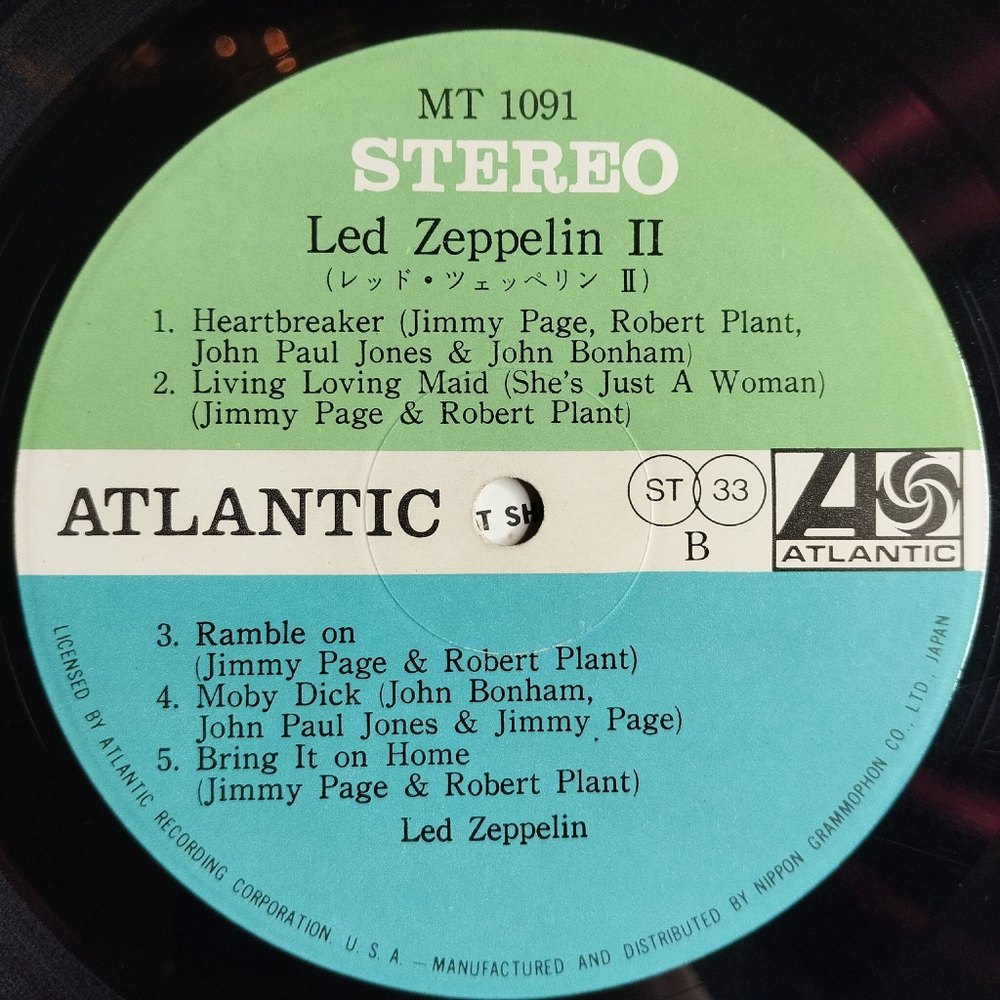 MT 1091
STEREO
Led Zeppelin II
(レッド・ツェッペリン Ⅱ)
1. Heartbreaker (Jimmy Page, Robert Plant,
John Paul Jones & John Bonham)
2. Living Loving Maid (She's Just A Woman)
(Jimmy Page & Robert Plant)
ATLANTIC
T SH
ST 33
B
ATLANTIC
3. Ramble on
(Jimmy Page & Robert Plant)
4. Moby Dick (John Bonham,
John Paul Jones & Jimmy Page)
5. Bring It on Home
(Jimmy Page & Robert Plant)
Led Zeppelin
LICENSED BY ATLANTIC RECORDING CORPORATION. U. S. A. — MANUFACTURED AND DISTRIBUTED BY NIPPON GRAMMOPHON CO., LTD., JAPAN